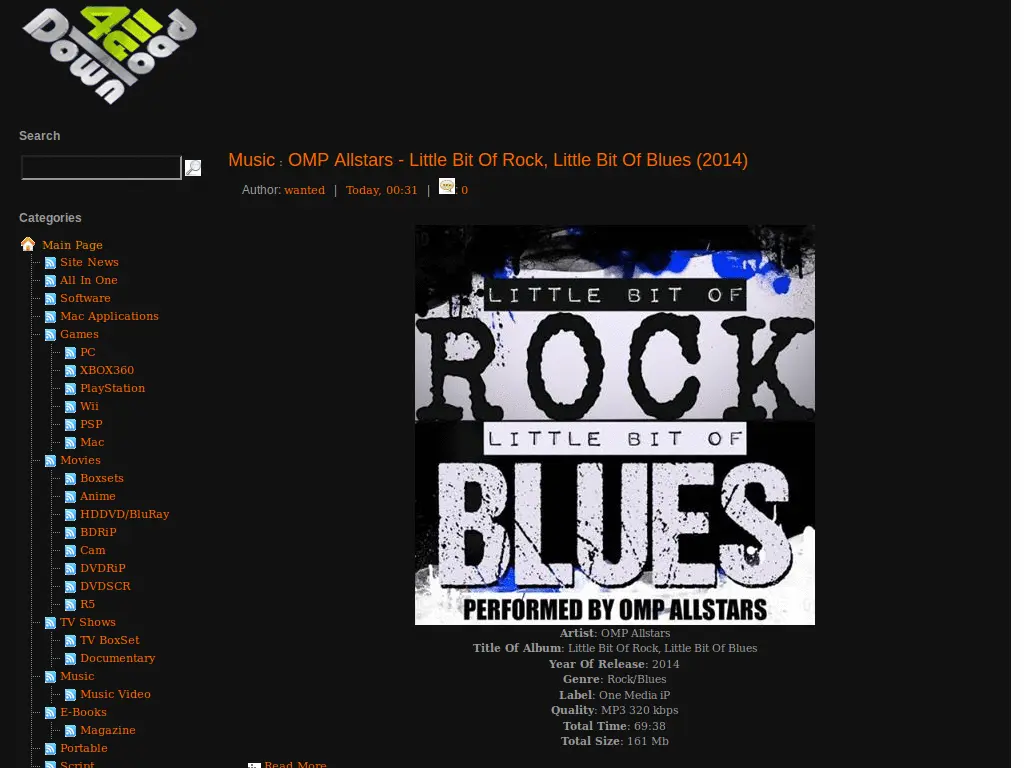 4All
Download
Search
Music : OMP Allstars - Little Bit Of Rock, Little Bit Of Blues (2014)
Author: wanted | Today, 00:31 | : 0
Categories
Main Page
Site News
All In One
Software
Mac Applications
Games
PC
XBOX360
PlayStation
Wii
PSP
Mac
Movies
Boxsets
Anime
HDDVD/BluRay
BDRiP
Cam
DVDRiP
DVDSCR
R5
TV Shows
TV BoxSet
Documentary
Music
Music Video
E-Books
Magazine
Portable
Script
LITTLE BIT OF
ROCK
LITTLE BIT OF
BLUES
PERFORMED BY OMP ALLSTARS
Artist: OMP Allstars
Title Of Album: Little Bit Of Rock, Little Bit Of Blues
Year Of Release: 2014
Genre: Rock/Blues
Label: One Media iP
Quality: MP3 320 kbps
Total Time: 69:38
Total Size: 161 Mb
Read More